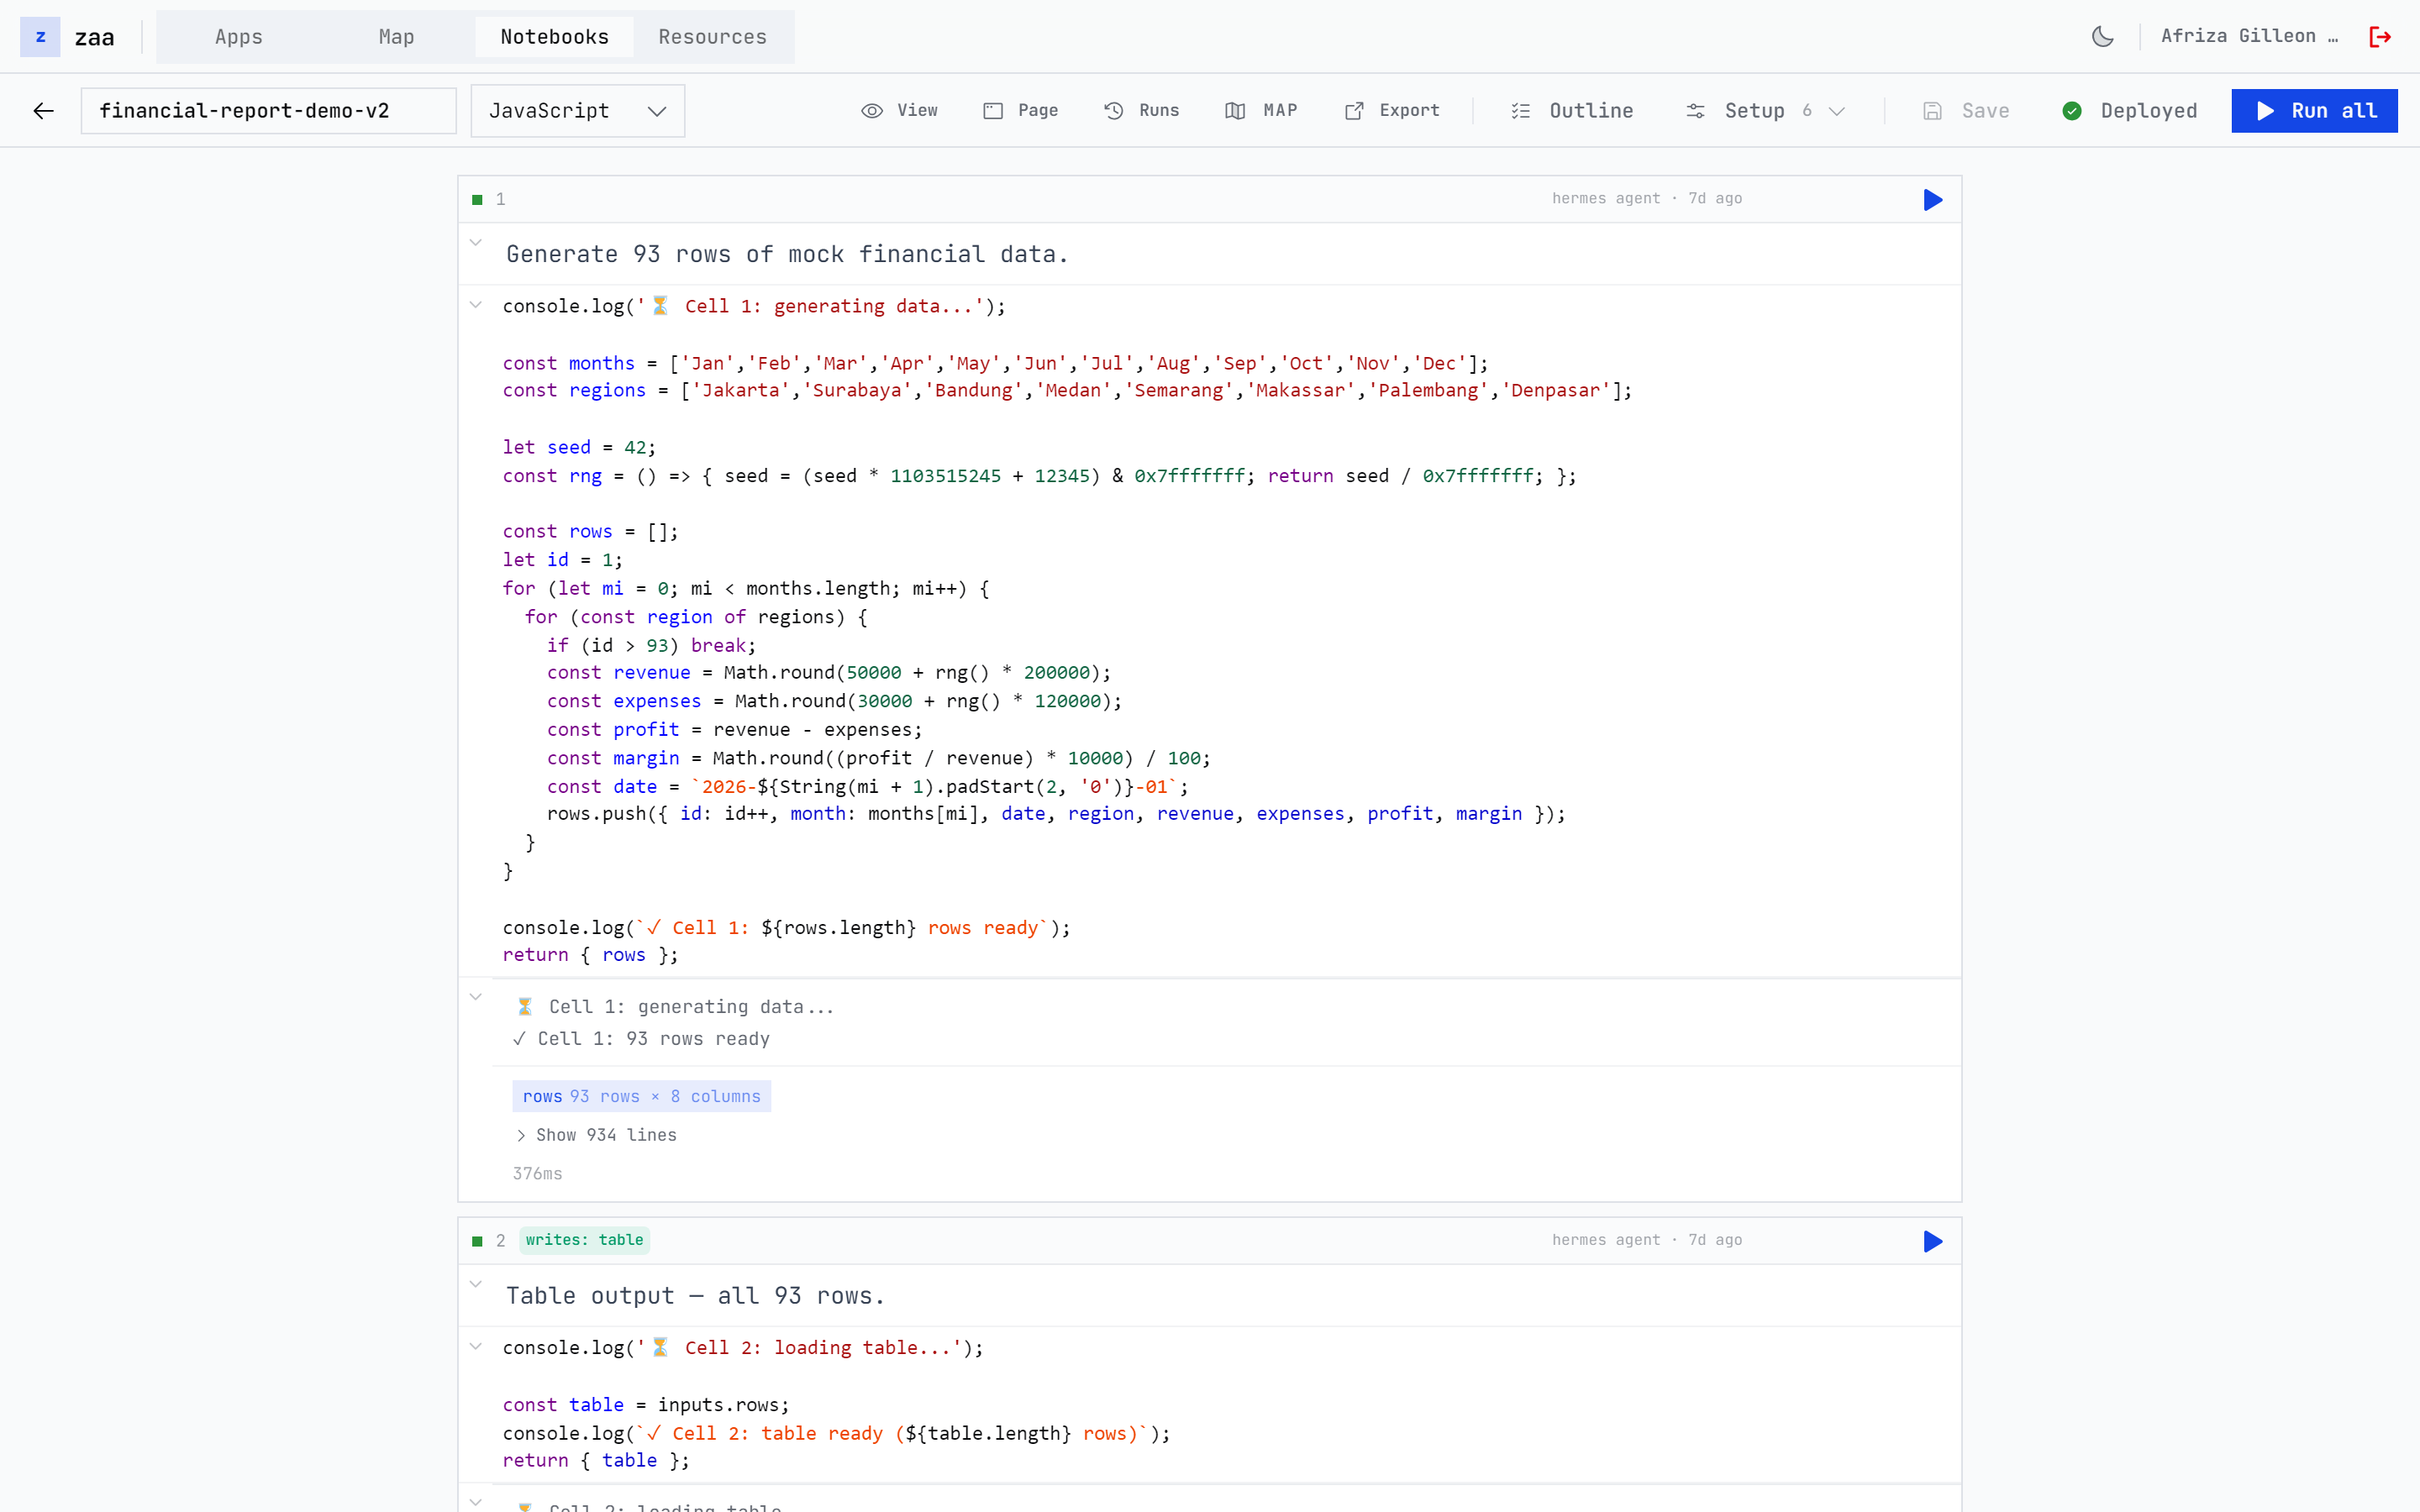 z zaa Apps Map Notebooks Resources Afriza Gilleon …
financial-report-demo-v2 JavaScript View Page Runs MAP Export Outline Setup 6 Save Deployed Run all
1 hermes agent · 7d ago
Generate 93 rows of mock financial data.
console.log('⏳ Cell 1: generating data...');
const months = ['Jan','Feb','Mar','Apr','May','Jun','Jul','Aug','Sep','Oct','Nov','Dec'];
const regions = ['Jakarta','Surabaya','Bandung','Medan','Semarang','Makassar','Palembang','Denpasar'];
let seed = 42;
const rng = () => { seed = (seed * 1103515245 + 12345) & 0x7fffffff; return seed / 0x7fffffff; };
const rows = [];
let id = 1;
for (let mi = 0; mi < months.length; mi++) {
  for (const region of regions) {
    if (id > 93) break;
    const revenue = Math.round(50000 + rng() * 200000);
    const expenses = Math.round(30000 + rng() * 120000);
    const profit = revenue - expenses;
    const margin = Math.round((profit / revenue) * 10000) / 100;
    const date = `2026-${String(mi + 1).padStart(2, '0')}-01`;
    rows.push({ id: id++, month: months[mi], date, region, revenue, expenses, profit, margin });
  }
}
console.log(`✓ Cell 1: ${rows.length} rows ready`);
return { rows };
⏳ Cell 1: generating data...
✓ Cell 1: 93 rows ready
rows 93 rows × 8 columns
Show 934 lines
376ms
2 writes: table hermes agent · 7d ago
Table output — all 93 rows.
console.log('⏳ Cell 2: loading table...');
const table = inputs.rows;
console.log(`✓ Cell 2: table ready (${table.length} rows)`);
return { table };
⏳ Cell 2: loading table